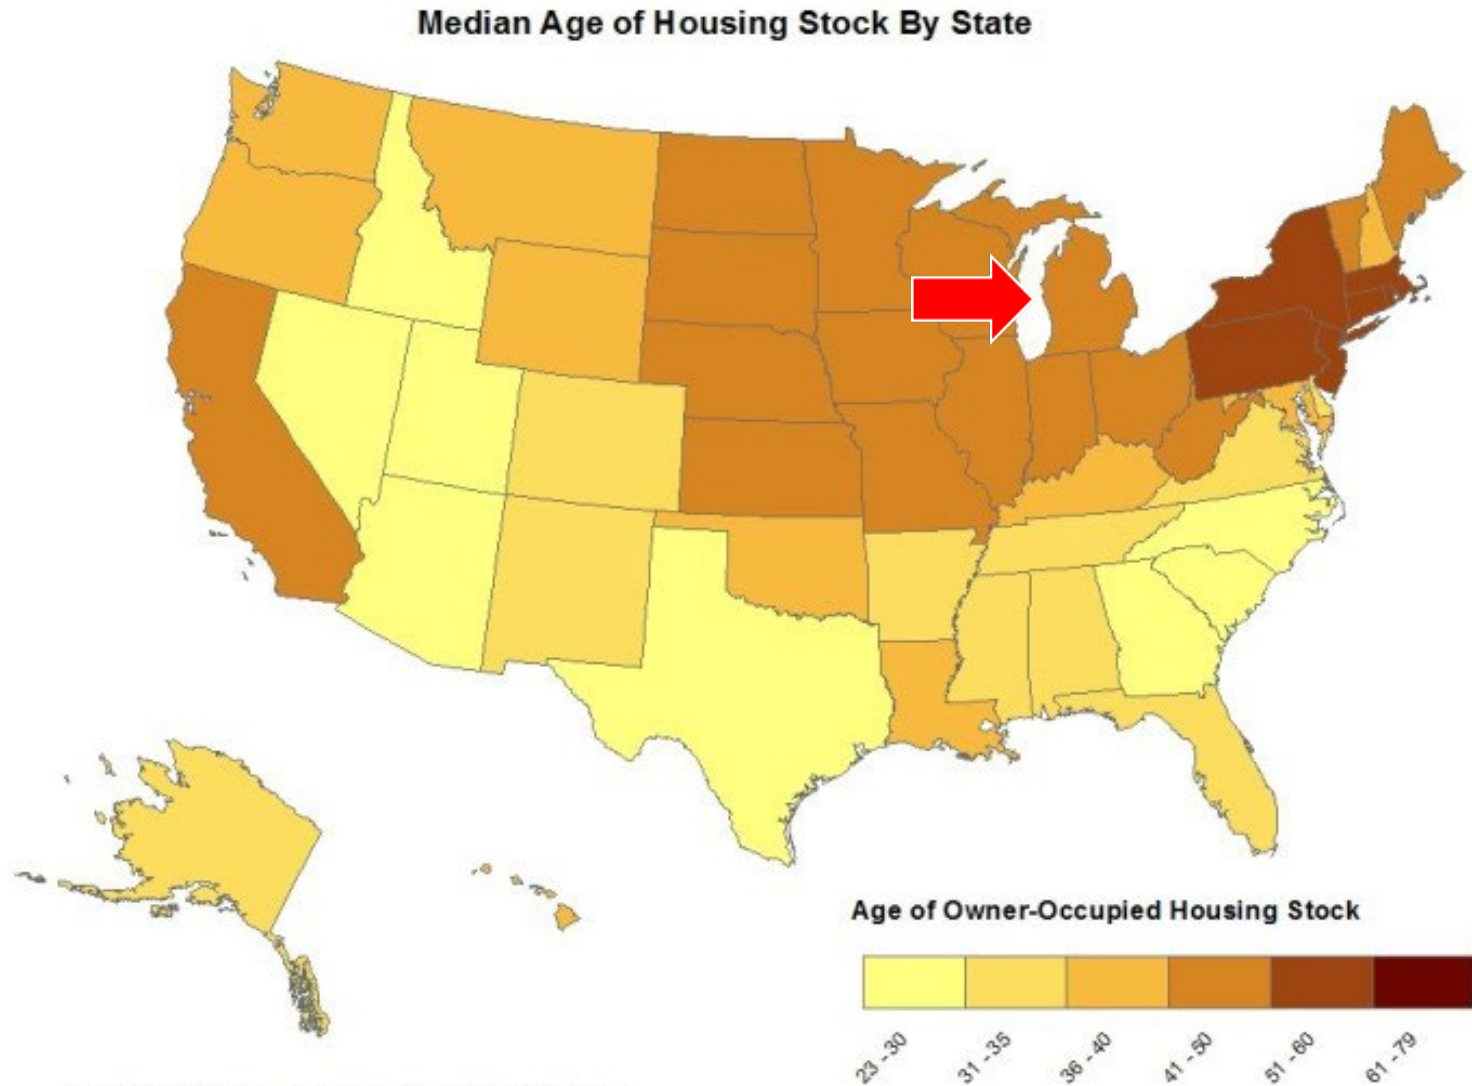 Median Age of Housing Stock By State
Age of Owner-Occupied Housing Stock
23 - 30
31 - 35
36 - 40
41 - 50
51 - 60
61 - 79